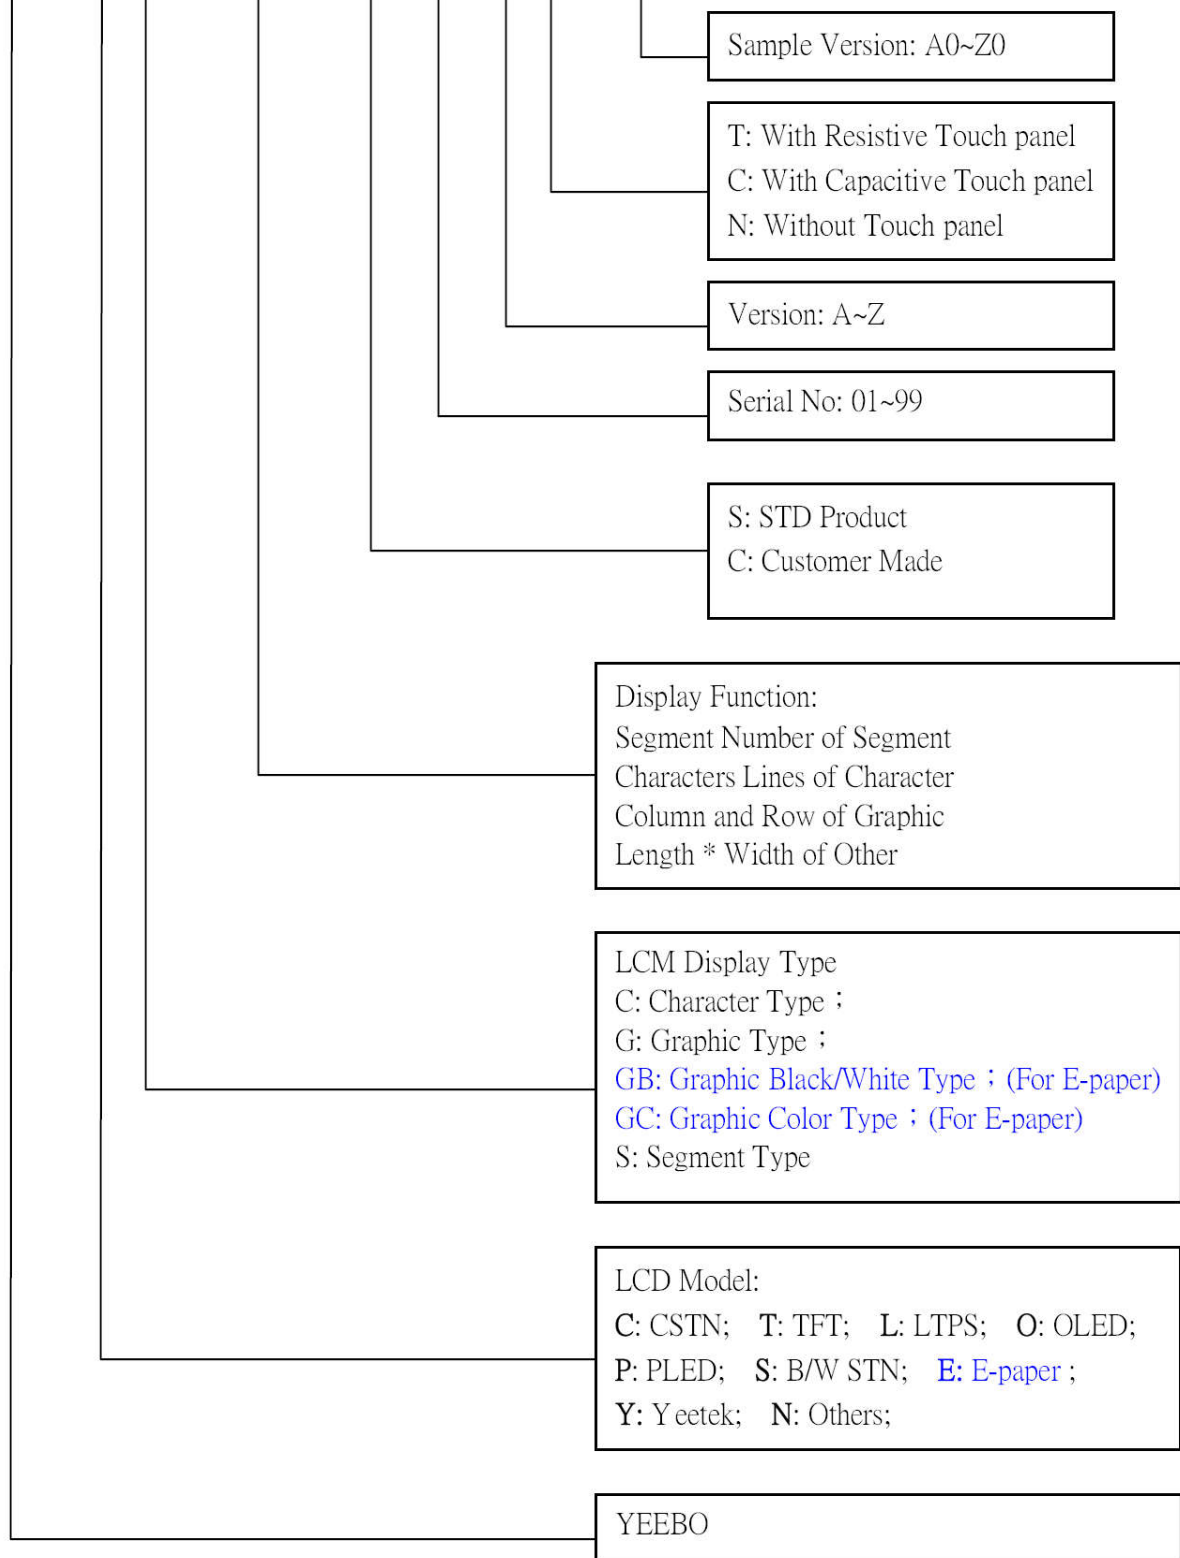 Sample Version: A0~Z0
T: With Resistive Touch panel
C: With Capacitive Touch panel
N: Without Touch panel
Version: A~Z
Serial No: 01~99
S: STD Product
C: Customer Made
Display Function:
Segment Number of Segment
Characters Lines of Character
Column and Row of Graphic
Length * Width of Other
LCM Display Type
C: Character Type；
G: Graphic Type；
GB: Graphic Black/White Type；(For E-paper)
GC: Graphic Color Type；(For E-paper)
S: Segment Type
LCD Model:
C: CSTN; T: TFT; L: LTPS; O: OLED;
P: PLED; S: B/W STN; E: E-paper ;
Y: Yeetek; N: Others;
YEEBO